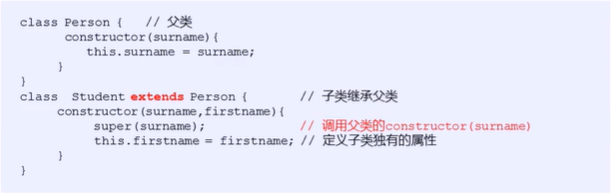 class Person {   // 父类
      constructor(surname){
         this.surname = surname;
     }
}
class  Student extends Person {       // 子类继承父类
     constructor(surname,firstname){
          super(surname);             // 调用父类的constructor(surname)
          this.firstname = firstname; // 定义子类独有的属性
     }
}